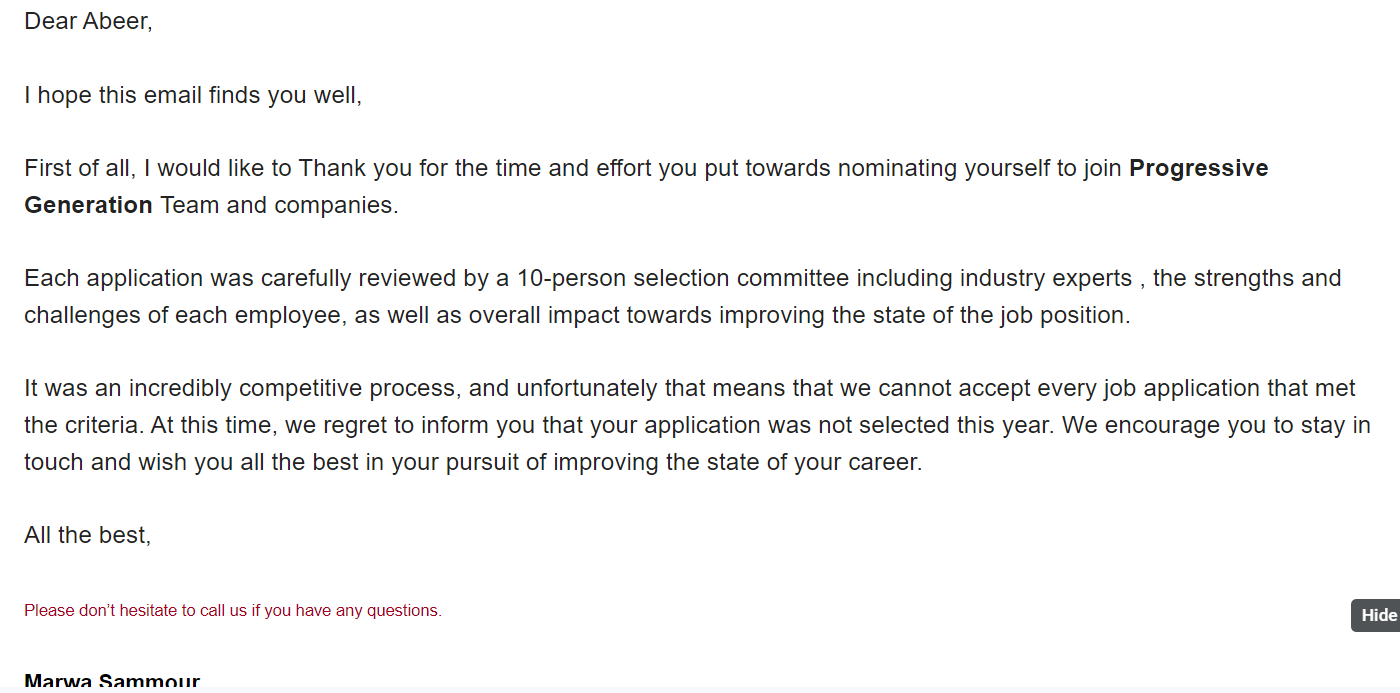 Dear Abeer,
I hope this email finds you well,
First of all, I would like to Thank you for the time and effort you put towards nominating yourself to join Progressive
Generation Team and companies.
Each application was carefully reviewed by a 10-person selection committee including industry experts , the strengths and
challenges of each employee, as well as overall impact towards improving the state of the job position.
It was an incredibly competitive process, and unfortunately that means that we cannot accept every job application that met
the criteria. At this time, we regret to inform you that your application was not selected this year. We encourage you to stay in
touch and wish you all the best in your pursuit of improving the state of your career.
All the best,
Please don’t hesitate to call us if you have any questions.
Hide
Marwa Sammour